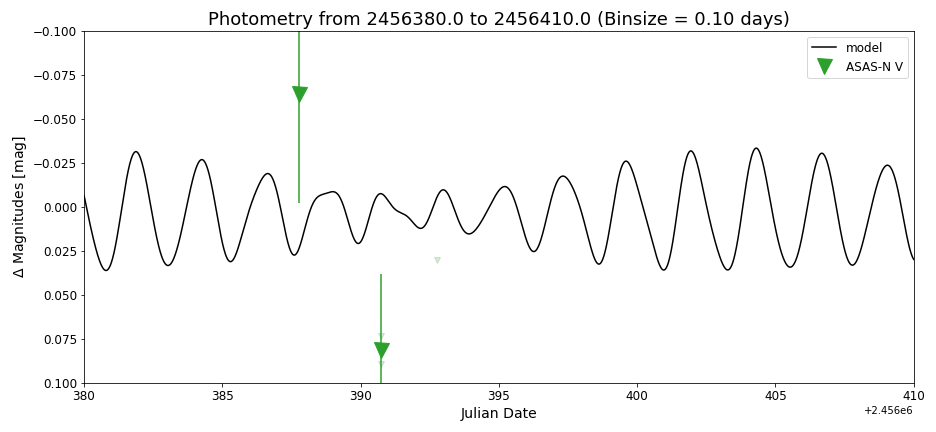 Photometry from 2456380.0 to 2456410.0 (Binsize = 0.10 days)
model
ASAS-N V
−0.100
−0.075
−0.050
−0.025
0.000
0.025
0.050
0.075
0.100
Δ Magnitudes [mag]
380 385 390 395 400 405 410
+2.456e6
Julian Date